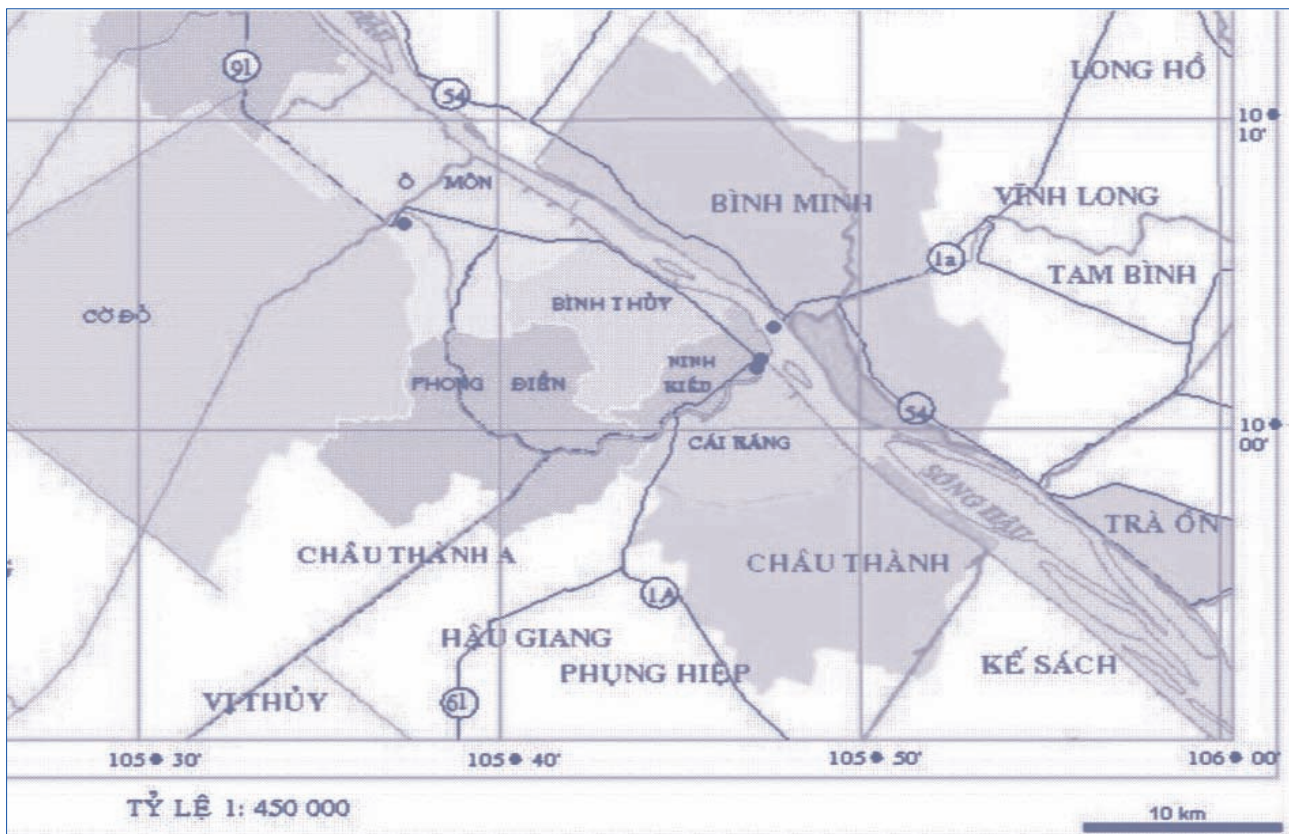 HẬU
91
54
LONG HỒ
10
10'
Ô MÔN
BÌNH MINH
VĨNH LONG
1a
TAM BÌNH
CỜ ĐỎ
BÌNH THỦY
PHONG ĐIỀN
NINH
KIỀU
54
10
00'
CÁI RĂNG
SÔNG HẬU
TRÀ ÔN
CHÂU THÀNH A
CHÂU THÀNH
1A
HẬU GIANG
PHỤNG HIỆP
KẾ SÁCH
VỊ THỦY
61
105 30'
105 40'
105 50'
106 00'
TỶ LỆ 1: 450 000
10 km